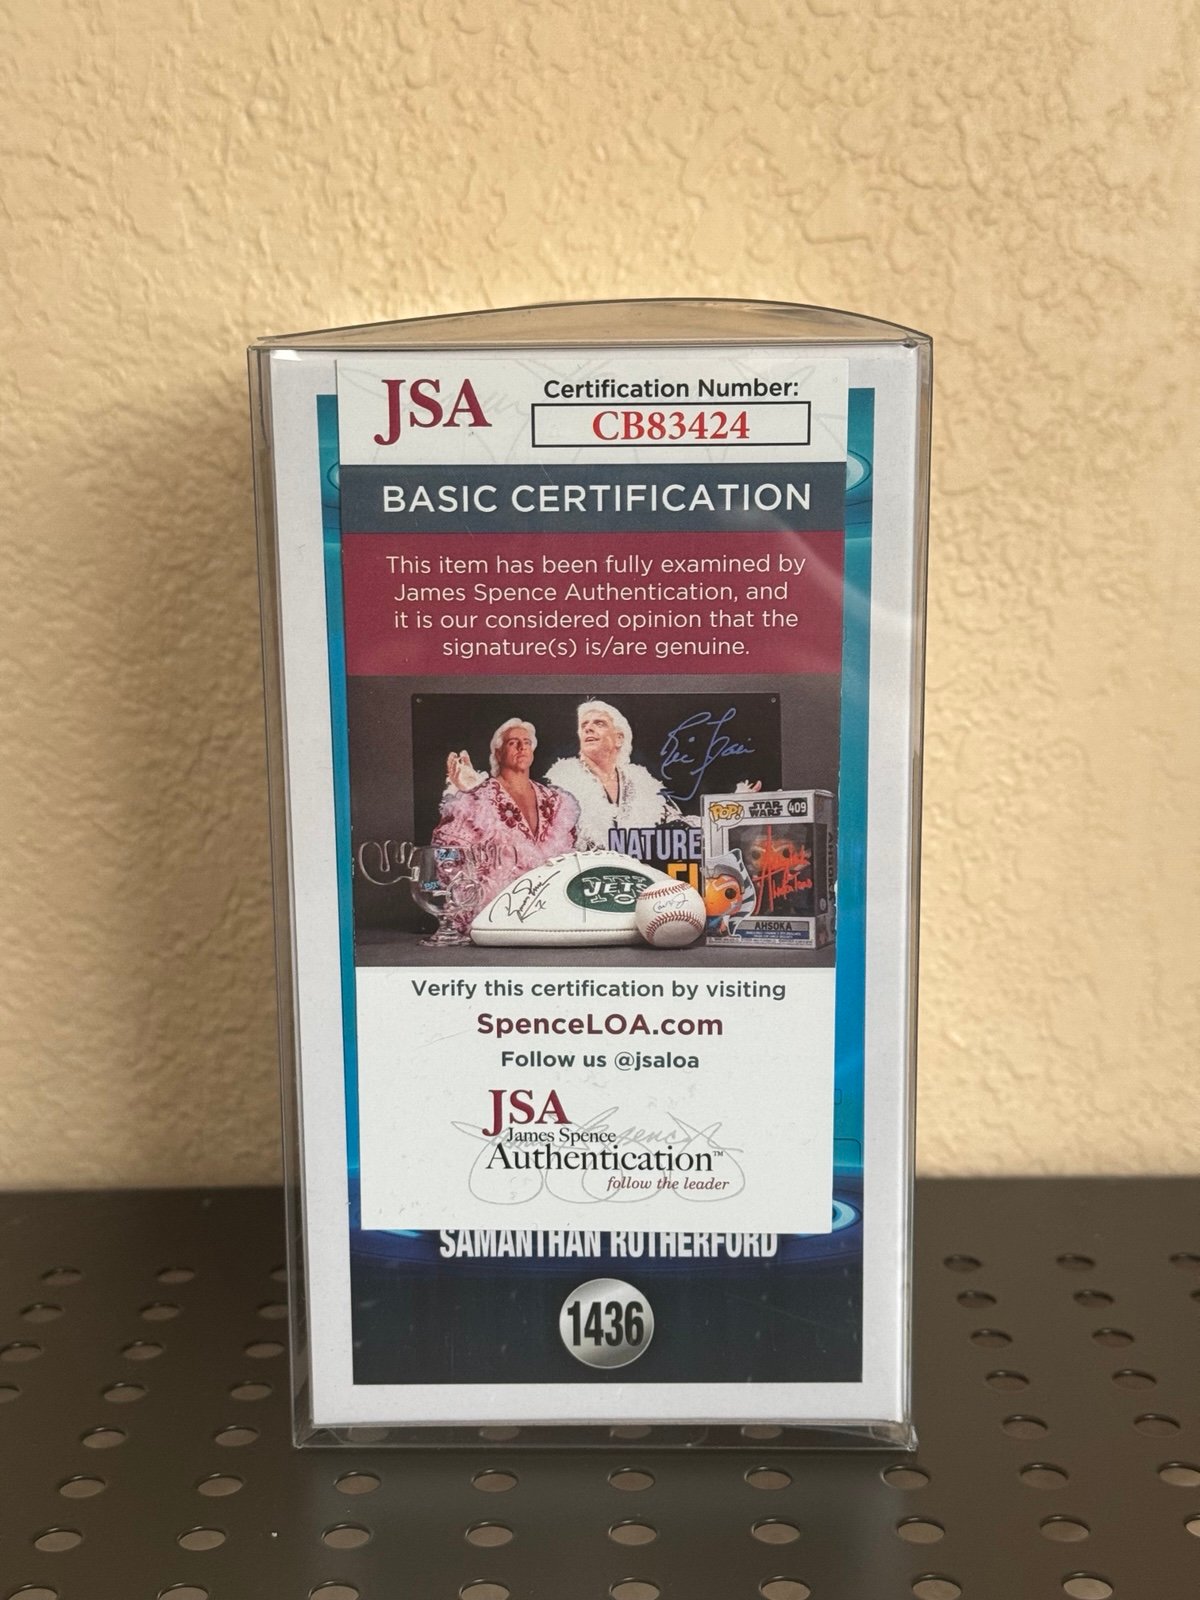 JSA
Certification Number:
CB83424
BASIC CERTIFICATION
This item has been fully examined by
James Spence Authentication, and
it is our considered opinion that the
signature(s) is/are genuine.
NATURE
POP!
STAR
WARS
409
JETS
AHSOKA
Verify this certification by visiting
SpenceLOA.com
Follow us @jsaloa
JSA
James Spence
Authentication™
follow the leader
SAMANTHAN RUTHERFORD
1436